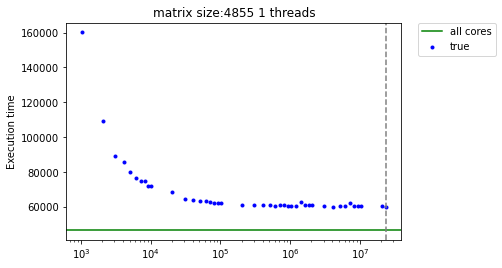 matrix size:4855 1 threads
all cores
true
Execution time
160000
140000
120000
100000
80000
60000
10³
10⁴
10⁵
10⁶
10⁷